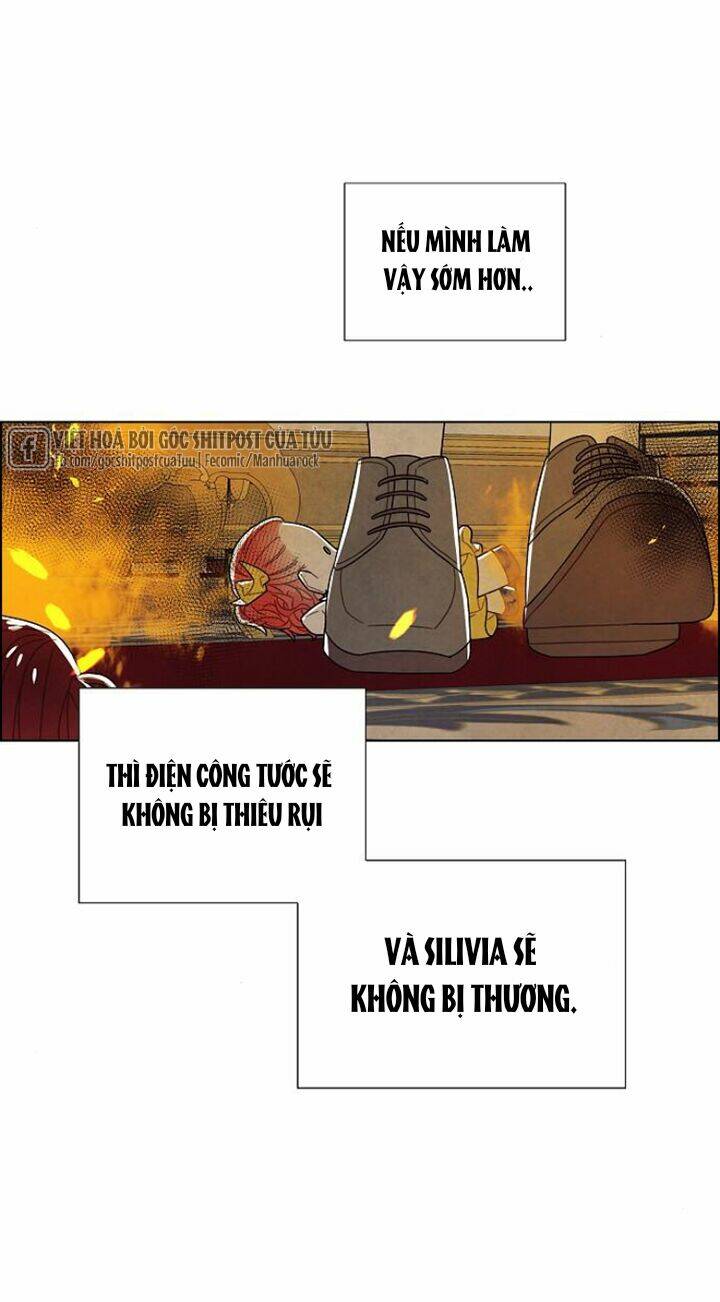 NẾU MÌNH LÀM
VẬY SỚM HƠN..
VIỆT HOÁ BỞI GÓC SHITPOST CỦA TỬU
fb.com/gocshitpostcuatuu | Fecomic/Manhuarock
THÌ ĐIỆN CÔNG TƯỚC SẼ
KHÔNG BỊ THIÊU RỤI
VÀ SILIVIA SẼ
KHÔNG BỊ THƯƠNG.